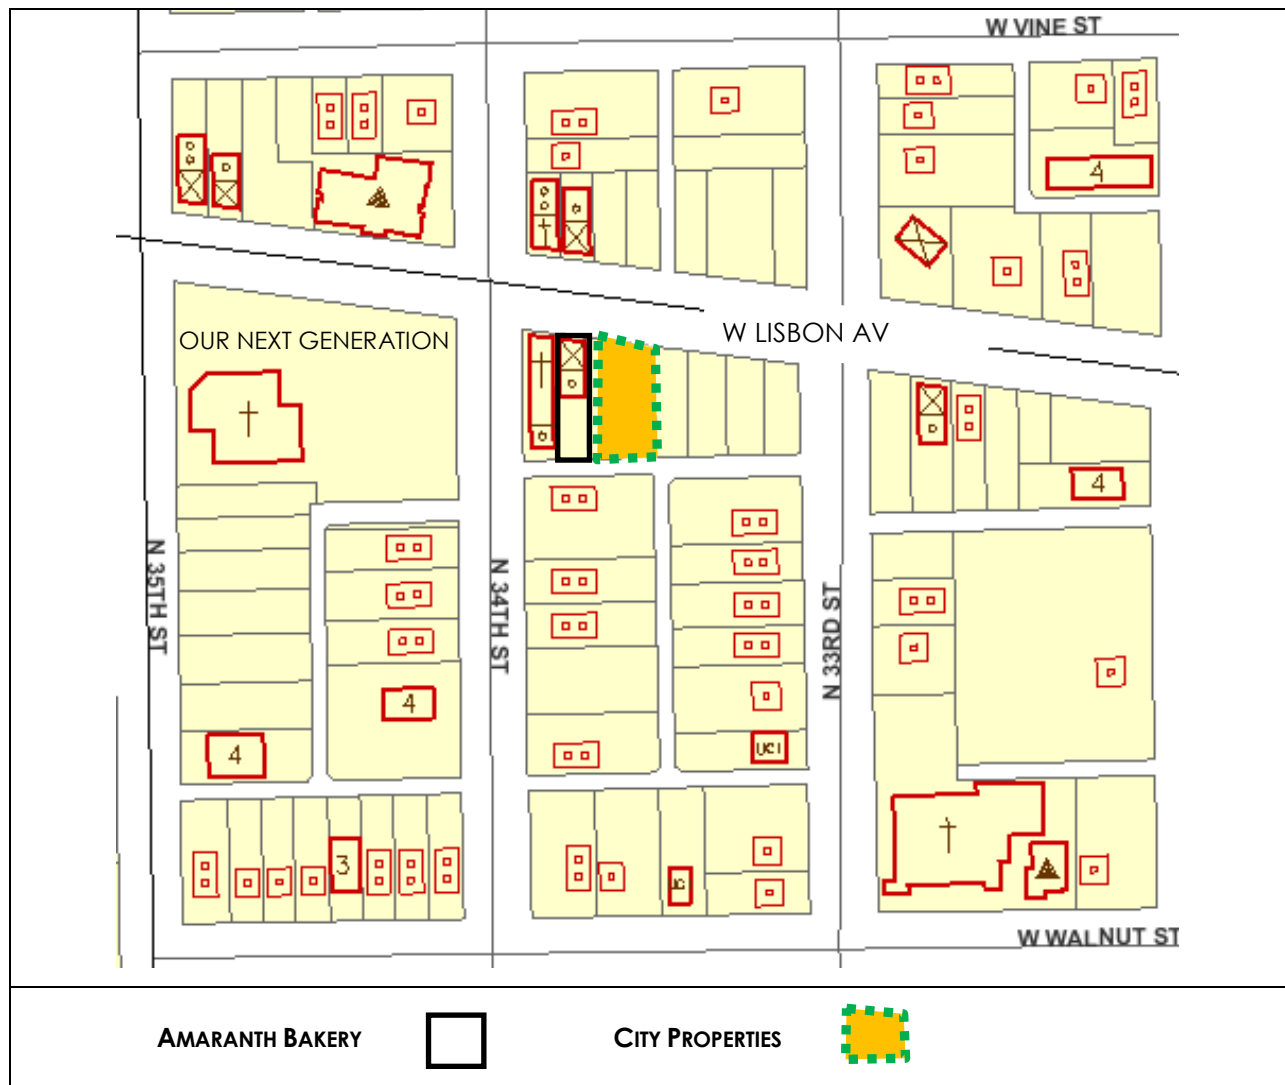 W VINE ST
4
OUR NEXT GENERATION
W LISBON AV
4
N 35TH ST
N 34TH ST
N 33RD ST
4
4
UCI
3
W WALNUT ST
AMARANTH BAKERY
CITY PROPERTIES